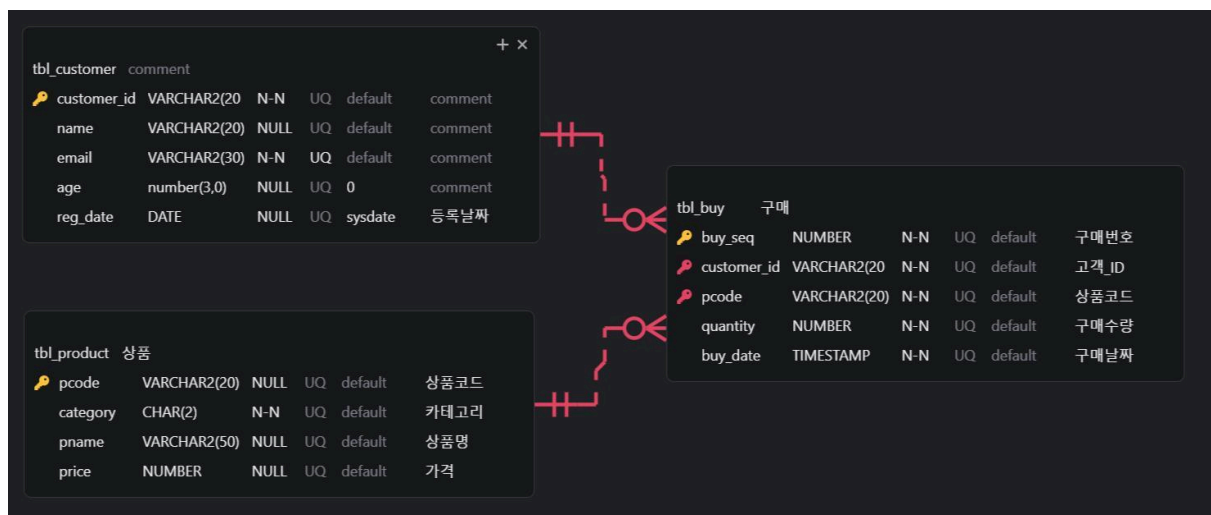 + ×
tbl_customer comment
customer_id VARCHAR2(20 N-N UQ default comment
name VARCHAR2(20) NULL UQ default comment
email VARCHAR2(30) N-N UQ default comment
age number(3,0) NULL UQ 0 comment
reg_date DATE NULL UQ sysdate 등록날짜
tbl_buy 구매
buy_seq NUMBER N-N UQ default 구매번호
customer_id VARCHAR2(20 N-N UQ default 고객_ID
pcode VARCHAR2(20) N-N UQ default 상품코드
quantity NUMBER N-N UQ default 구매수량
buy_date TIMESTAMP N-N UQ default 구매날짜
tbl_product 상품
pcode VARCHAR2(20) NULL UQ default 상품코드
category CHAR(2) N-N UQ default 카테고리
pname VARCHAR2(50) NULL UQ default 상품명
price NUMBER NULL UQ default 가격